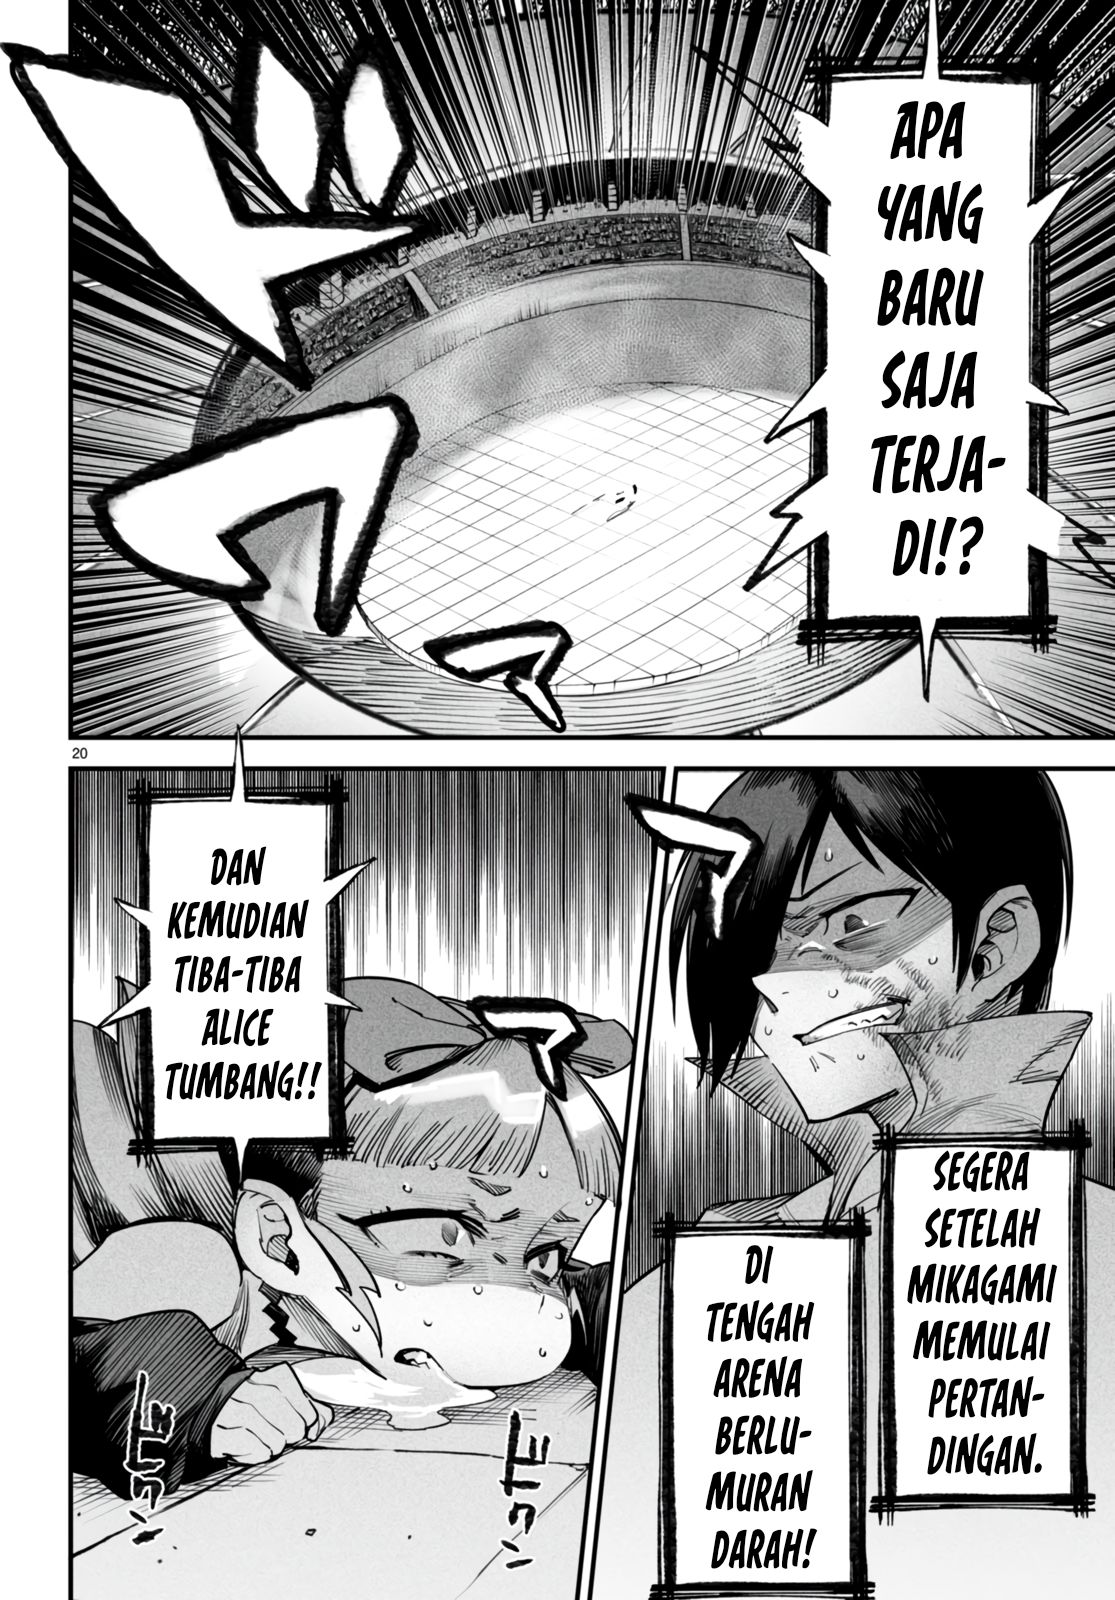 APA
YANG
BARU
SAJA
TERJA-
DI!?
20
SEGERA
SETELAH
MIKAGAMI
MEMULAI
PERTAN-
DINGAN.
DI
TENGAH
ARENA
BERLU-
MURAN
DARAH!
DAN
KEMUDIAN
TIBA-TIBA
ALICE
TUMBANG!!